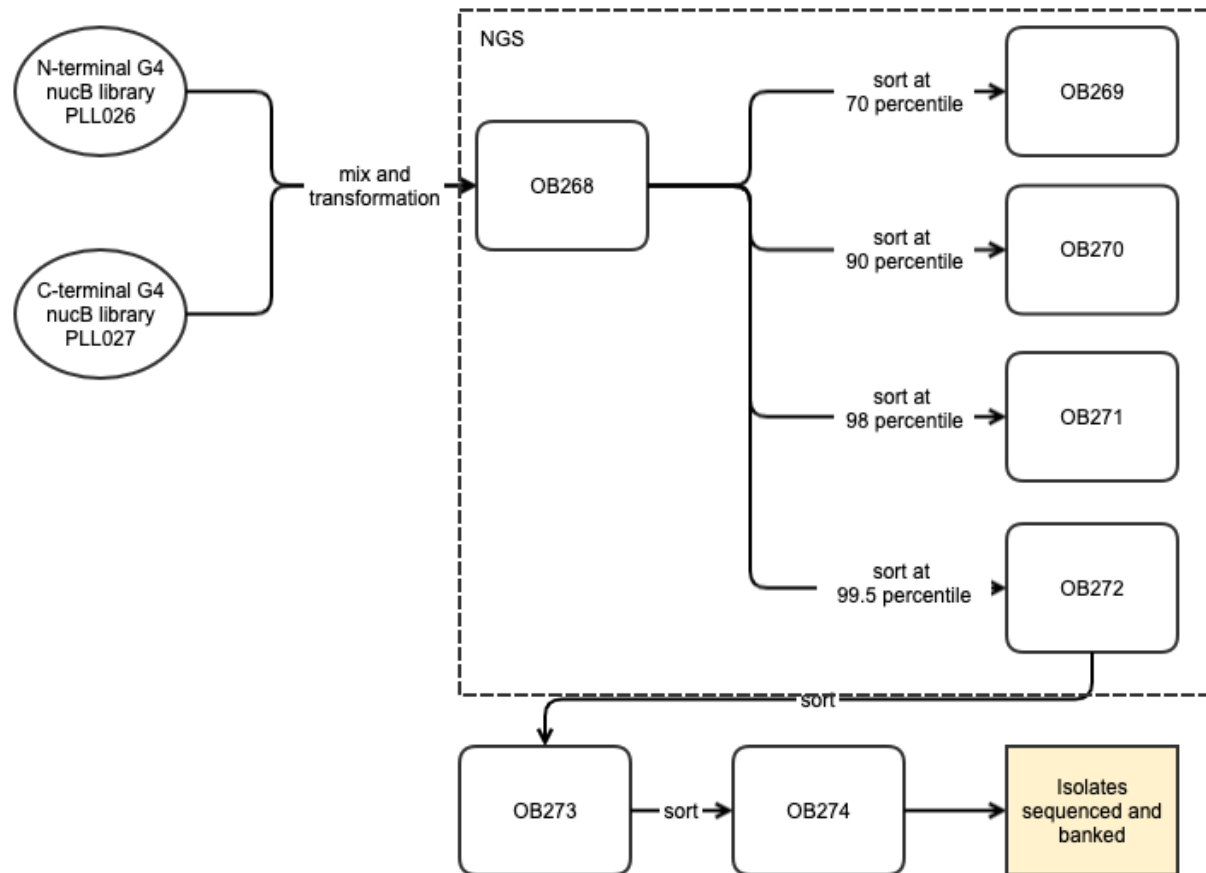 N-terminal G4
nucB library
PLL026
C-terminal G4
nucB library
PLL027
mix and
transformation
NGS
OB268
sort at
70 percentile
OB269
sort at
90 percentile
OB270
sort at
98 percentile
OB271
sort at
99.5 percentile
OB272
sort
OB273
sort
OB274
Isolates
sequenced and
banked